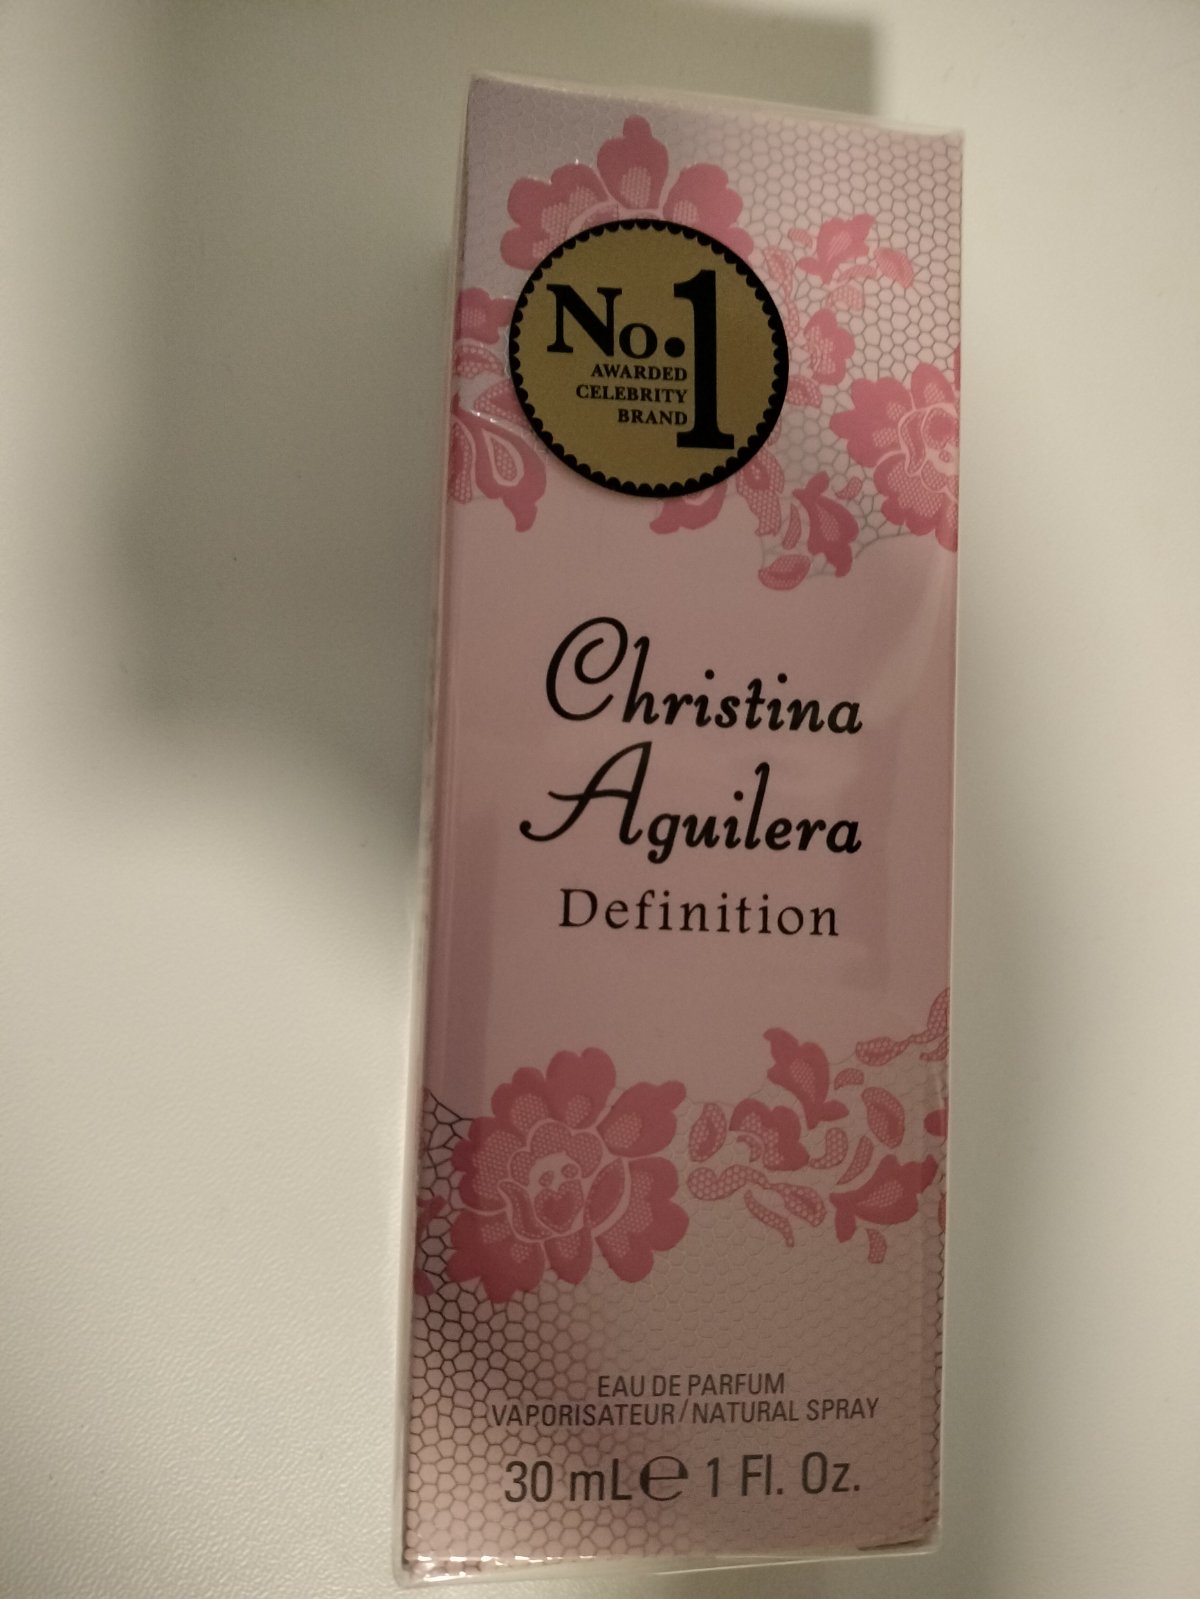 No.1
AWARDED
CELEBRITY
BRAND
Christina
Aguilera
Definition
EAU DE PARFUM
VAPORISATEUR/NATURAL SPRAY
30 mL ℮ 1 Fl. Oz.